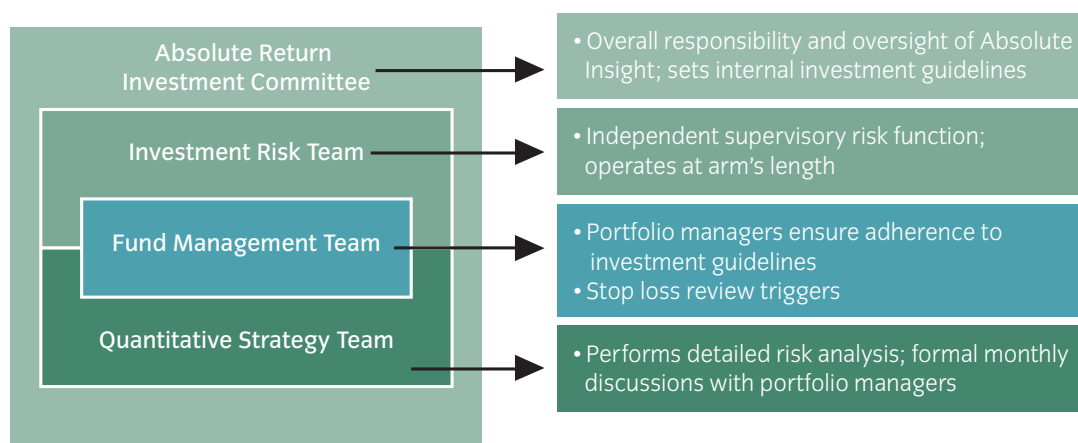 Absolute Return
Investment Committee
• Overall responsibility and oversight of Absolute
Insight; sets internal investment guidelines
Investment Risk Team
• Independent supervisory risk function;
operates at arm’s length
Fund Management Team
• Portfolio managers ensure adherence to
investment guidelines
• Stop loss review triggers
Quantitative Strategy Team
• Performs detailed risk analysis; formal monthly
discussions with portfolio managers